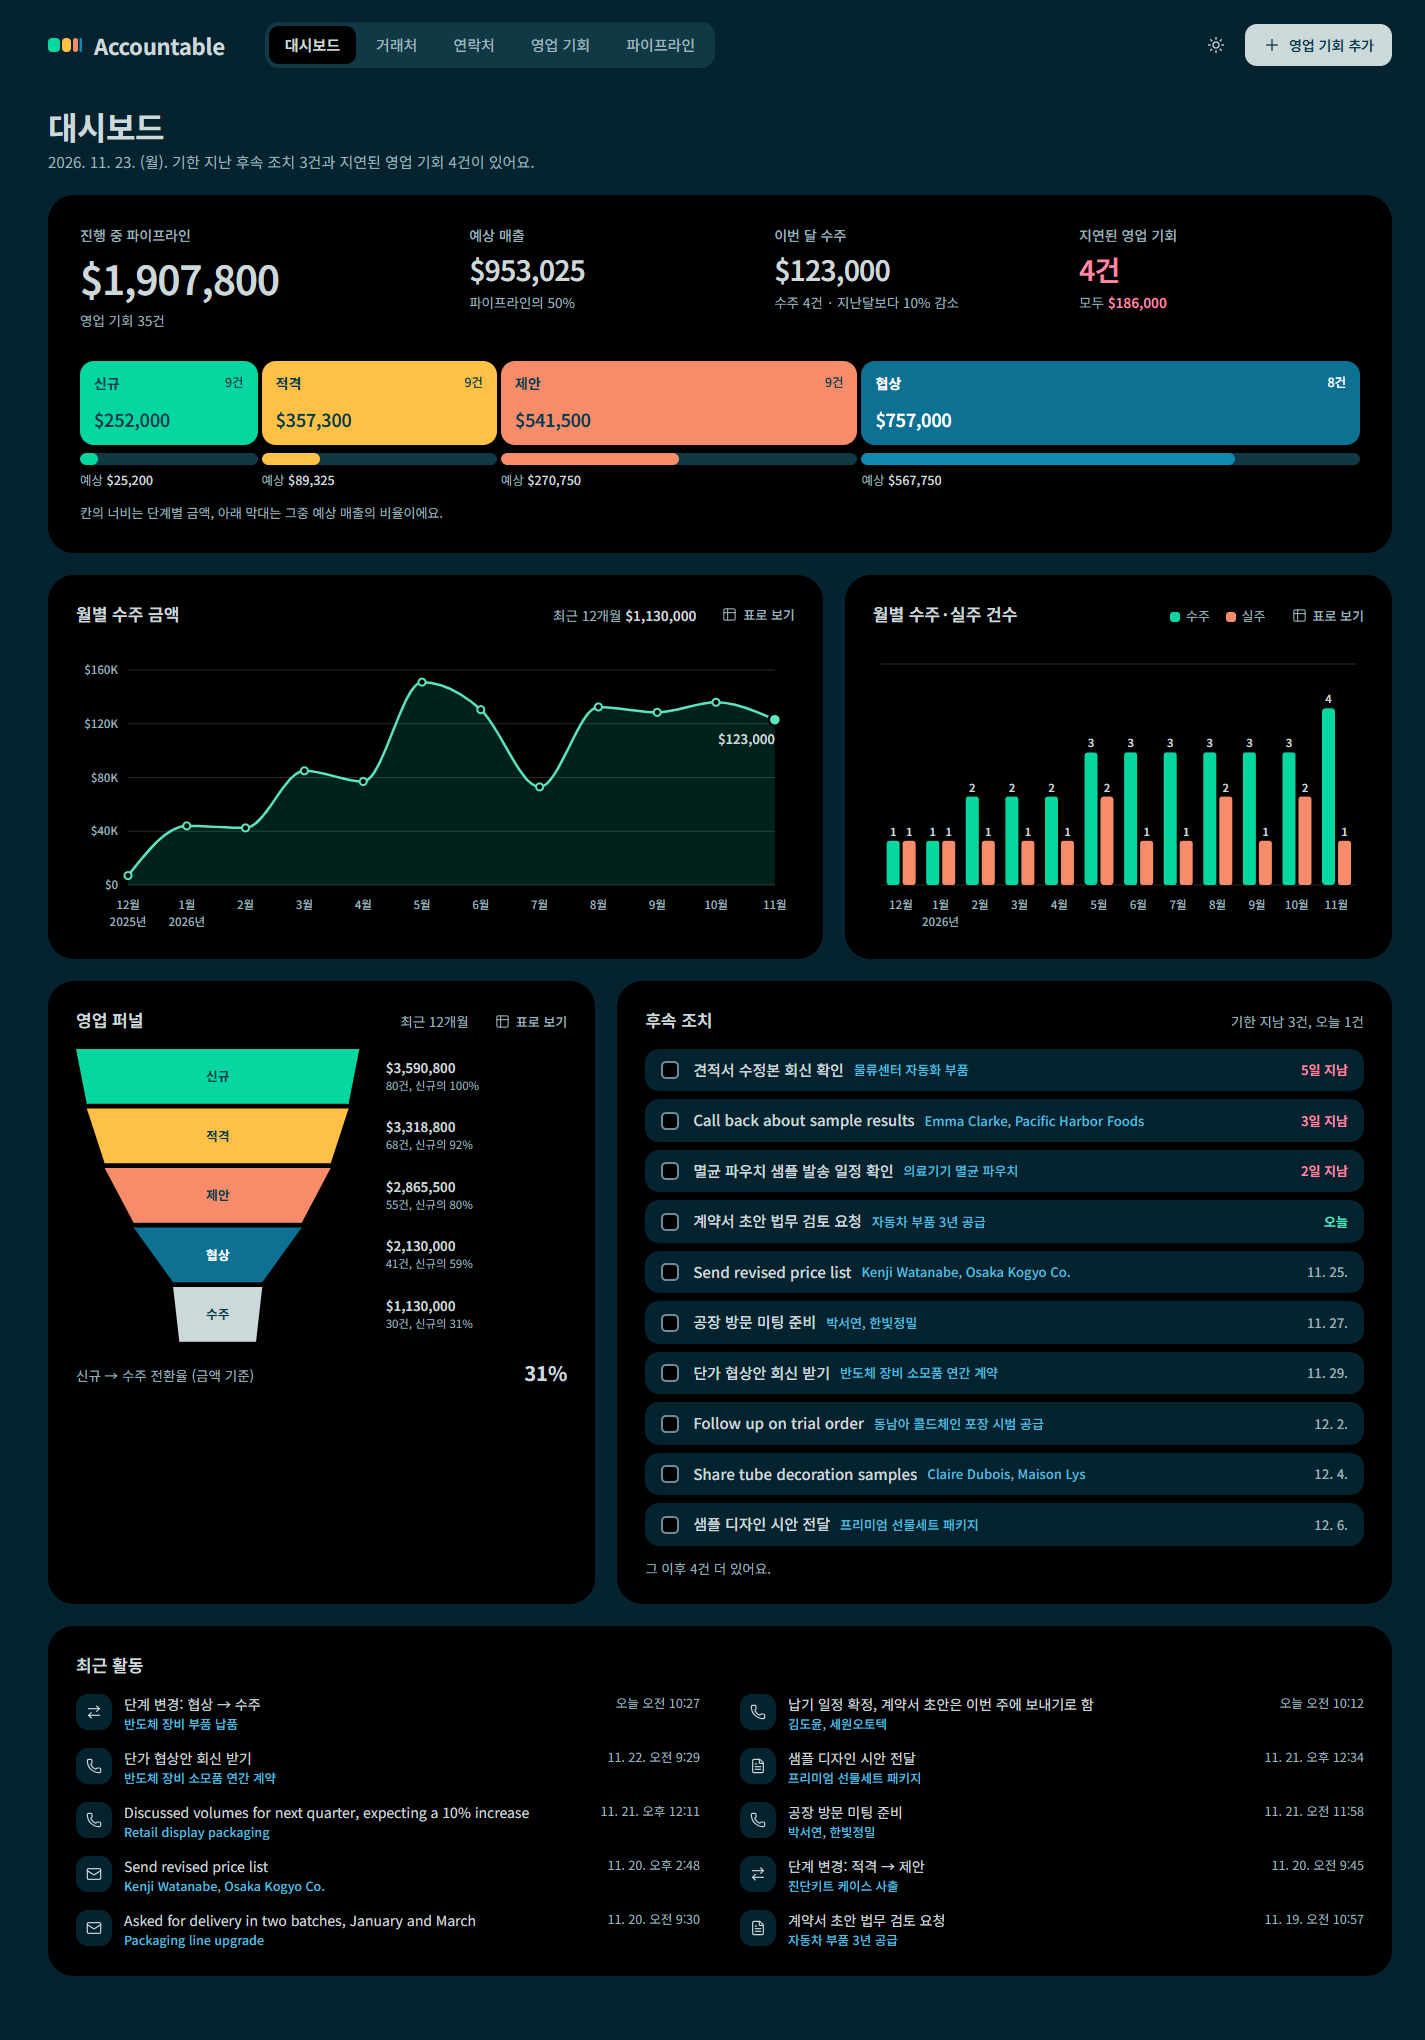 Accountable
대시보드
거래처
연락처
영업 기회
파이프라인
영업 기회 추가
대시보드
2026. 11. 23. (월). 기한 지난 후속 조치 3건과 지연된 영업 기회 4건이 있어요.
진행 중 파이프라인
$1,907,800
영업 기회 35건
예상 매출
$953,025
파이프라인의 50%
이번 달 수주
$123,000
수주 4건 · 지난달보다 10% 감소
지연된 영업 기회
4건
모두 $186,000
신규 9건
$252,000
예상 $25,200
적격 9건
$357,300
예상 $89,325
제안 9건
$541,500
예상 $270,750
협상 8건
$757,000
예상 $567,750
칸의 너비는 단계별 금액, 아래 막대는 그중 예상 매출의 비율이에요.
월별 수주 금액
최근 12개월 $1,130,000
표로 보기
$160K
$120K
$80K
$40K
$0
$123,000
12월 1월 2월 3월 4월 5월 6월 7월 8월 9월 10월 11월
2025년 2026년
월별 수주·실주 건수
수주
실주
표로 보기
1 1 1 1 2 1 2 1 2 1 3 2 3 1 3 1 3 2 3 1 3 2 4 1
12월 1월 2월 3월 4월 5월 6월 7월 8월 9월 10월 11월
2026년
영업 퍼널
최근 12개월
표로 보기
신규
$3,590,800
80건, 신규의 100%
적격
$3,318,800
68건, 신규의 92%
제안
$2,865,500
55건, 신규의 80%
협상
$2,130,000
41건, 신규의 59%
수주
$1,130,000
30건, 신규의 31%
신규 → 수주 전환율 (금액 기준) 31%
후속 조치
기한 지남 3건, 오늘 1건
견적서 수정본 회신 확인 물류센터 자동화 부품 5일 지남
Call back about sample results Emma Clarke, Pacific Harbor Foods 3일 지남
멸균 파우치 샘플 발송 일정 확인 의료기기 멸균 파우치 2일 지남
계약서 초안 법무 검토 요청 자동차 부품 3년 공급 오늘
Send revised price list Kenji Watanabe, Osaka Kogyo Co. 11. 25.
공장 방문 미팅 준비 박서연, 한빛정밀 11. 27.
단가 협상안 회신 받기 반도체 장비 소모품 연간 계약 11. 29.
Follow up on trial order 동남아 콜드체인 포장 시범 공급 12. 2.
Share tube decoration samples Claire Dubois, Maison Lys 12. 4.
샘플 디자인 시안 전달 프리미엄 선물세트 패키지 12. 6.
그 이후 4건 더 있어요.
최근 활동
단계 변경: 협상 → 수주 오늘 오전 10:27
반도체 장비 부품 납품
납기 일정 확정, 계약서 초안은 이번 주에 보내기로 함 오늘 오전 10:12
김도윤, 세원오토텍
단가 협상안 회신 받기 11. 22. 오전 9:29
반도체 장비 소모품 연간 계약
샘플 디자인 시안 전달 11. 21. 오후 12:34
프리미엄 선물세트 패키지
Discussed volumes for next quarter, expecting a 10% increase 11. 21. 오후 12:11
Retail display packaging
공장 방문 미팅 준비 11. 21. 오전 11:58
박서연, 한빛정밀
Send revised price list 11. 20. 오후 2:48
Kenji Watanabe, Osaka Kogyo Co.
단계 변경: 적격 → 제안 11. 20. 오전 9:45
진단키트 케이스 사출
Asked for delivery in two batches, January and March 11. 20. 오전 9:30
Packaging line upgrade
계약서 초안 법무 검토 요청 11. 19. 오전 10:57
자동차 부품 3년 공급